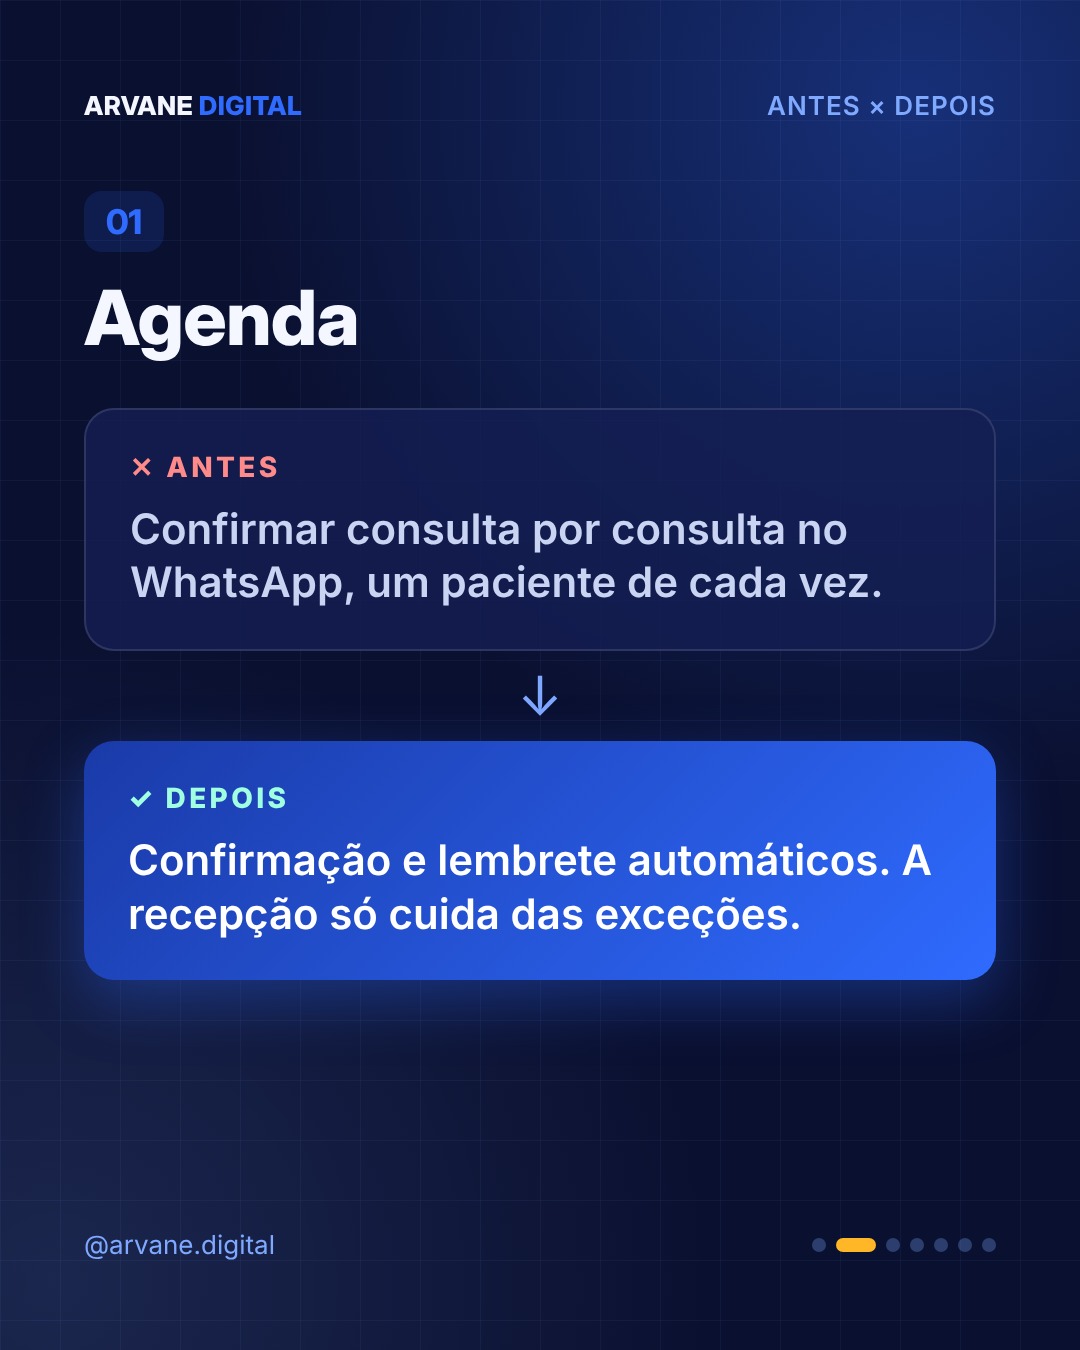 ARVANE DIGITAL
ANTES × DEPOIS
01
Agenda
✕ ANTES
Confirmar consulta por consulta no
WhatsApp, um paciente de cada vez.
↓
✓ DEPOIS
Confirmação e lembrete automáticos. A
recepção só cuida das exceções.
@arvane.digital